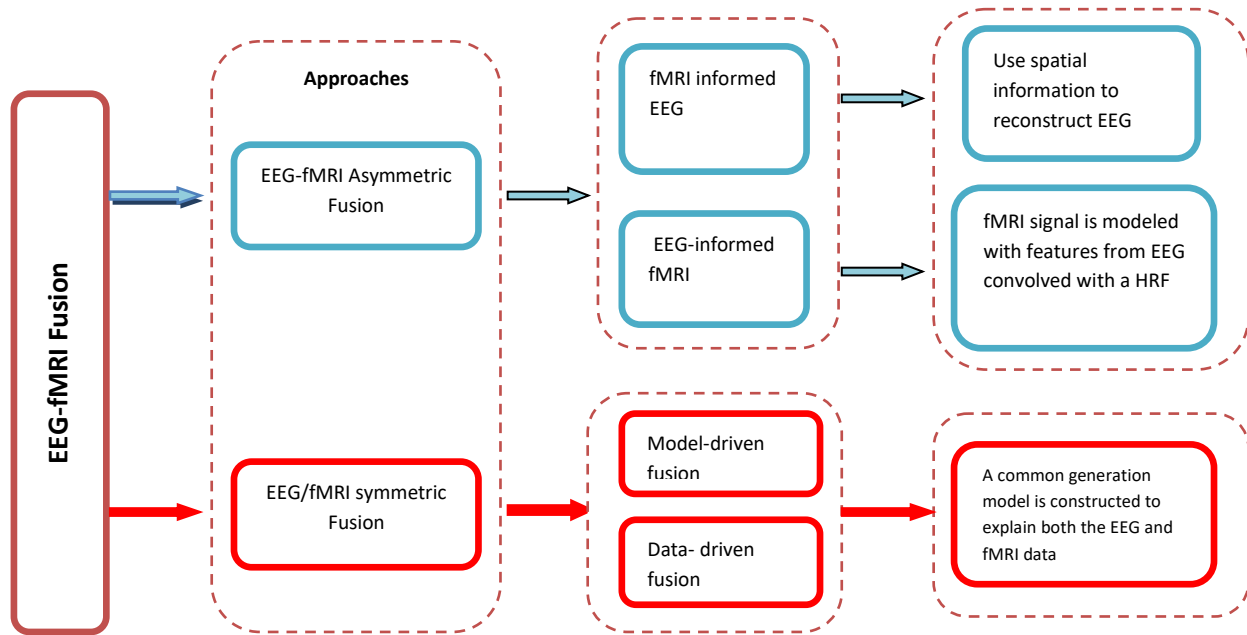 EEG-fMRI Fusion
Approaches
EEG-fMRI Asymmetric
Fusion
EEG/fMRI symmetric
Fusion
fMRI informed
EEG
EEG-informed
fMRI
Model-driven
fusion
Data- driven
fusion
Use spatial
information to
reconstruct EEG
fMRI signal is modeled
with features from EEG
convolved with a HRF
A common generation
model is constructed to
explain both the EEG and
fMRI data